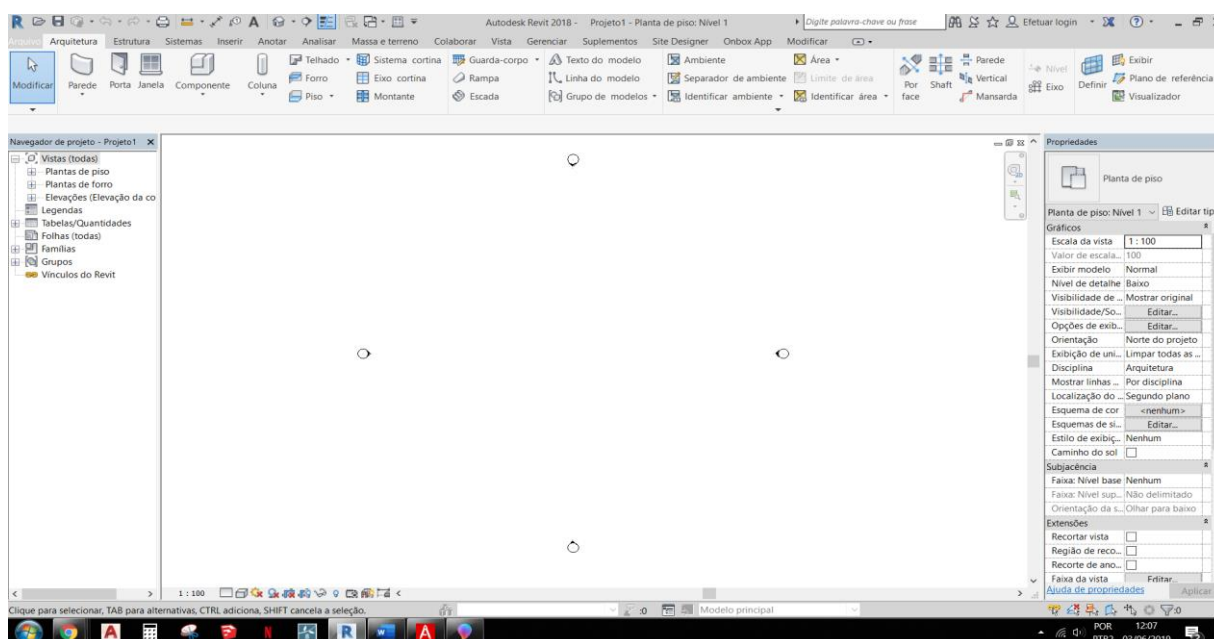 Autodesk Revit 2018 - Projeto1 - Planta de piso: Nível 1 Digite palavra-chave ou frase Efetuar login
Arquivo Arquitetura Estrutura Sistemas Inserir Anotar Analisar Massa e terreno Colaborar Vista Gerenciar Suplementos Site Designer Onbox App Modificar
Modificar Parede Porta Janela Componente Coluna
Telhado Sistema cortina Guarda-corpo Texto do modelo Ambiente Área
Forro Eixo cortina Rampa Linha do modelo Separador de ambiente Limite de área
Piso Montante Escada Grupo de modelos Identificar ambiente Identificar área
Por face Shaft
Parede
Vertical
Mansarda
Nível
Eixo
Definir
Exibir
Plano de referência
Visualizador
Navegador de projeto - Projeto1
Vistas (todas)
Plantas de piso
Plantas de forro
Elevações (Elevação da co
Legendas
Tabelas/Quantidades
Folhas (todas)
Famílias
Grupos
Vínculos do Revit
Propriedades
Planta de piso
Planta de piso: Nível 1 Editar tip
Gráficos
Escala da vista 1 : 100
Valor de escala... 100
Exibir modelo Normal
Nível de detalhe Baixo
Visibilidade de ... Mostrar original
Visibilidade/So... Editar...
Opções de exib... Editar...
Orientação Norte do projeto
Exibição de uni... Limpar todas as ...
Disciplina Arquitetura
Mostrar linhas ... Por disciplina
Localização do ... Segundo plano
Esquema de cor <nenhum>
Esquemas de si... Editar...
Estilo de exibiç... Nenhum
Caminho do sol
Subjacência
Faixa: Nível base Nenhum
Faixa: Nível sup... Não delimitado
Orientação da s... Olhar para baixo
Extensões
Recortar vista
Região de reco...
Recorte de ano...
Faixa da vista Editar...
Ajuda de propriedades Aplicar
1 : 100
Clique para selecionar, TAB para alternativas, CTRL adiciona, SHIFT cancela a seleção. :0 Modelo principal :0
POR 12:07
PTB2 03/06/2019